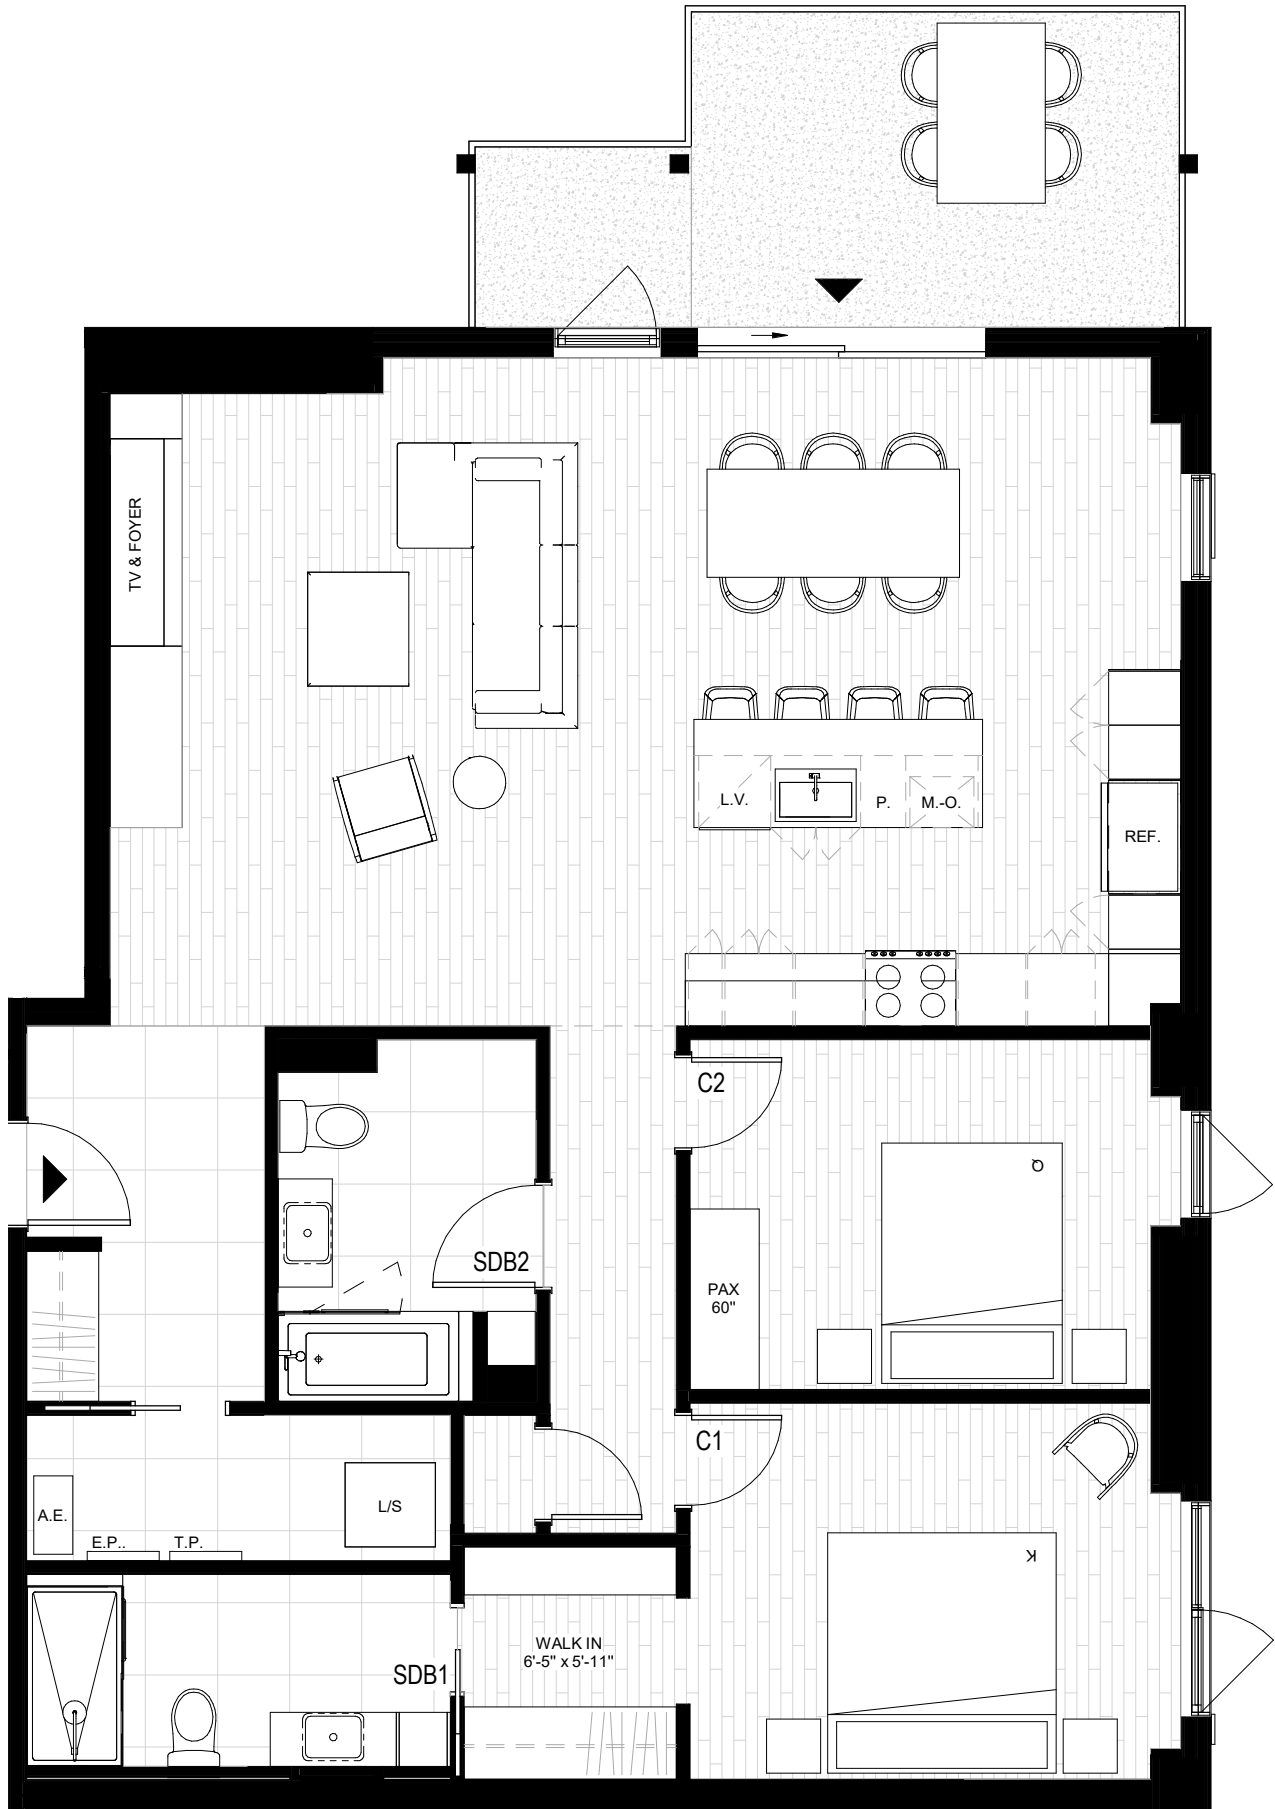 TV & FOYER
L.V.
P.
M.-O.
REF.
C2
Q
SDB2
PAX
60"
C1
A.E.
L/S
E.P..
T.P.
K
WALK IN
6'-5" x 5'-11"
SDB1